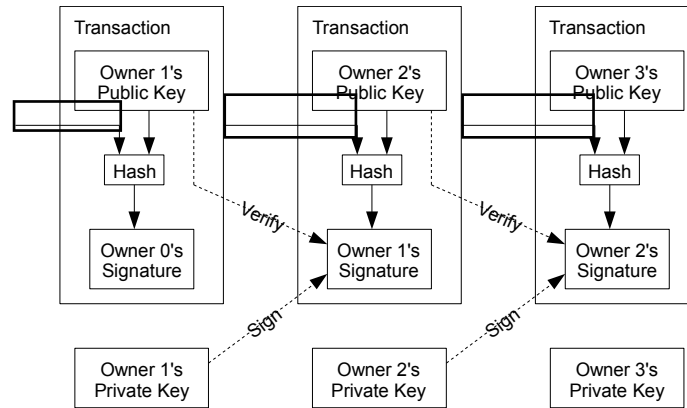 Transaction
Transaction
Transaction
Owner 1's
Public Key
Owner 2's
Public Key
Owner 3's
Public Key
Hash
Hash
Hash
Verify
Verify
Owner 0's
Signature
Owner 1's
Signature
Owner 2's
Signature
Sign
Sign
Owner 1's
Private Key
Owner 2's
Private Key
Owner 3's
Private Key